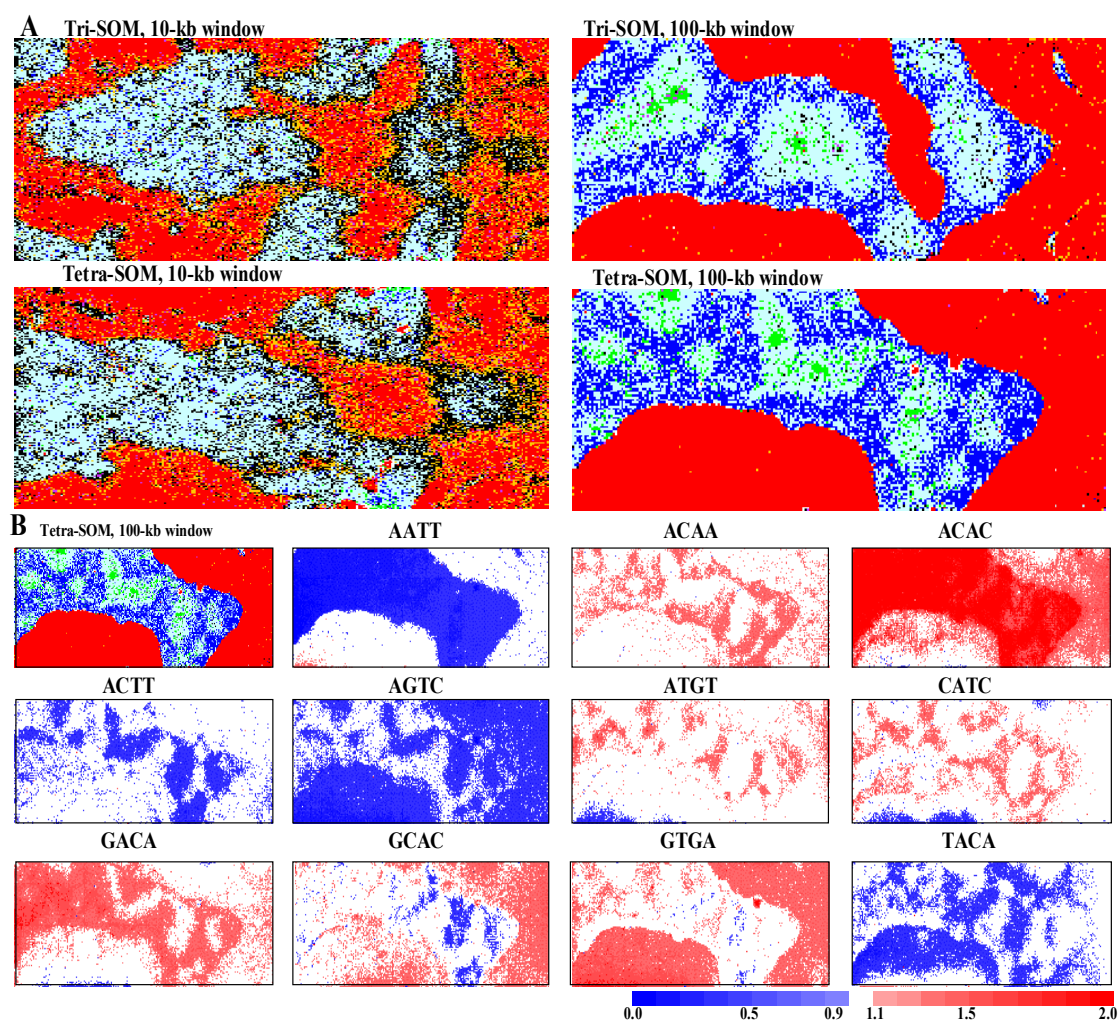 A Tri-SOM, 10-kb window Tri-SOM, 100-kb window
Tetra-SOM, 10-kb window Tetra-SOM, 100-kb window
B Tetra-SOM, 100-kb window AATT ACAA ACAC
ACTT AGTC ATGT CATC
GACA GCAC GTGA TACA
0.0 0.5 0.9 1.1 1.5 2.0